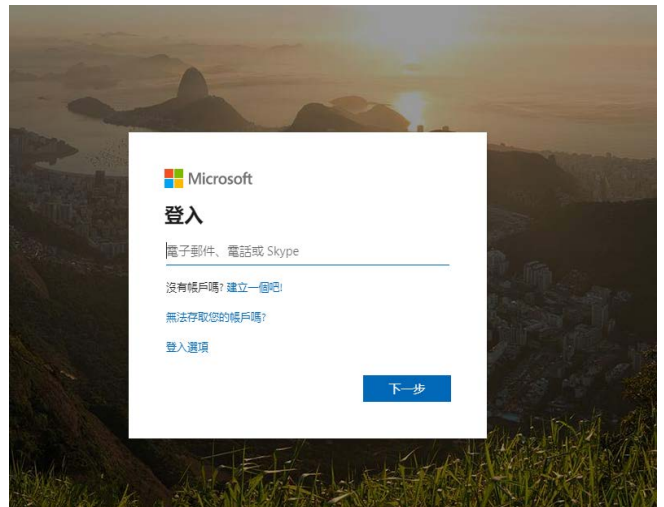 Microsoft
登入
電子郵件、電話或 Skype
沒有帳戶嗎? 建立一個吧!
無法存取您的帳戶嗎?
登入選項
下一步